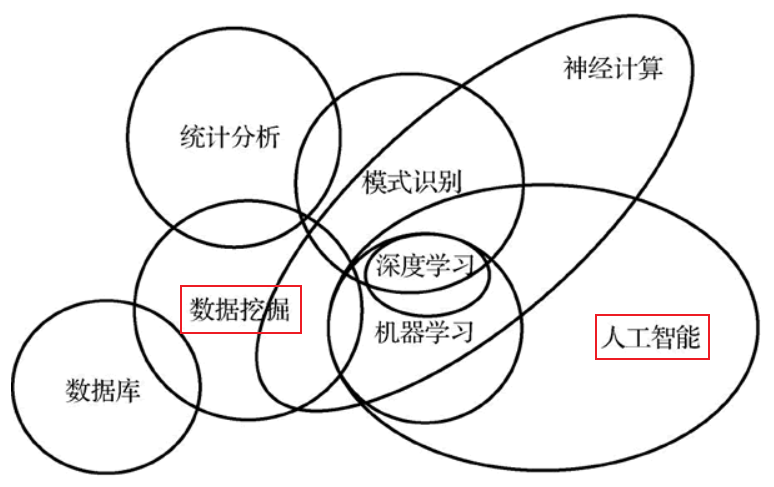 神经计算
统计分析
模式识别
深度学习
数据挖掘
机器学习
人工智能
数据库